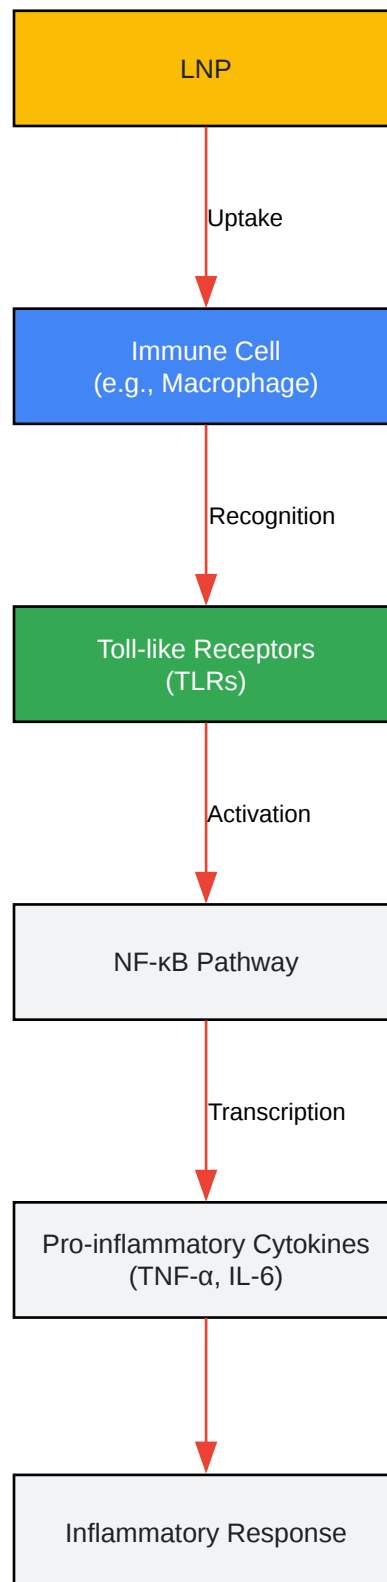 LNP
Uptake
Immune Cell
(e.g., Macrophage)
Recognition
Toll-like Receptors
(TLRs)
Activation
NF-κB Pathway
Transcription
Pro-inflammatory Cytokines
(TNF-α, IL-6)
Inflammatory Response